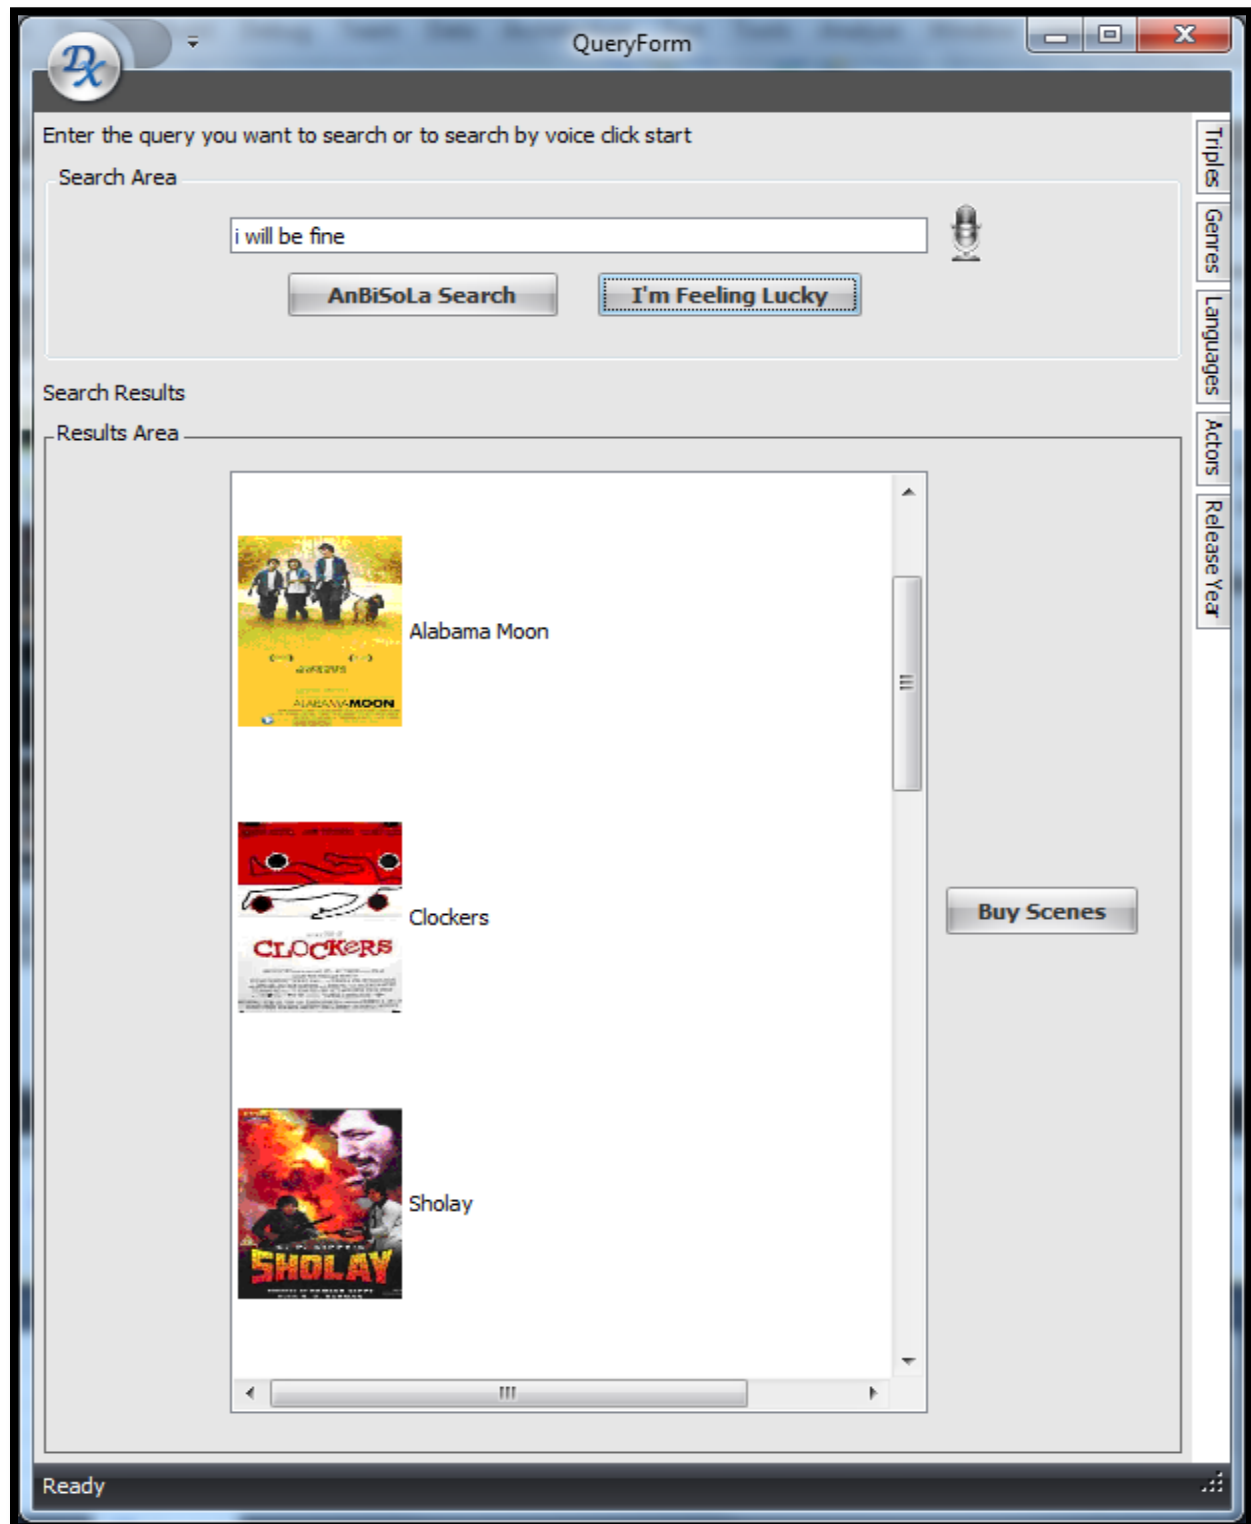 QueryForm
Enter the query you want to search or to search by voice click start
Search Area
i will be fine
AnBiSoLa Search
I'm Feeling Lucky
Search Results
Results Area
Alabama Moon
ALABAMA MOON
Clockers
CLOCKERS
Sholay
SHOLAY
Buy Scenes
Triples
Genres
Languages
Actors
Release Year
Ready